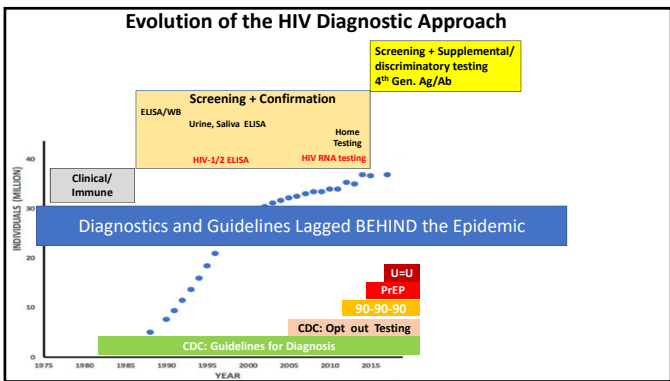 Evolution of the HIV Diagnostic Approach
Screening + Supplemental/
discriminatory testing
4th Gen. Ag/Ab
Screening + Confirmation
ELISA/WB
Urine, Saliva ELISA
Home
Testing
HIV-1/2 ELISA
HIV RNA testing
Clinical/
Immune
INDIVIDUALS (MILLION)
40
30
20
10
0
Diagnostics and Guidelines Lagged BEHIND the Epidemic
U=U
PrEP
90-90-90
CDC: Opt out Testing
CDC: Guidelines for Diagnosis
1975 1980 1985 1990 1995 2000 2005 2010 2015
YEAR